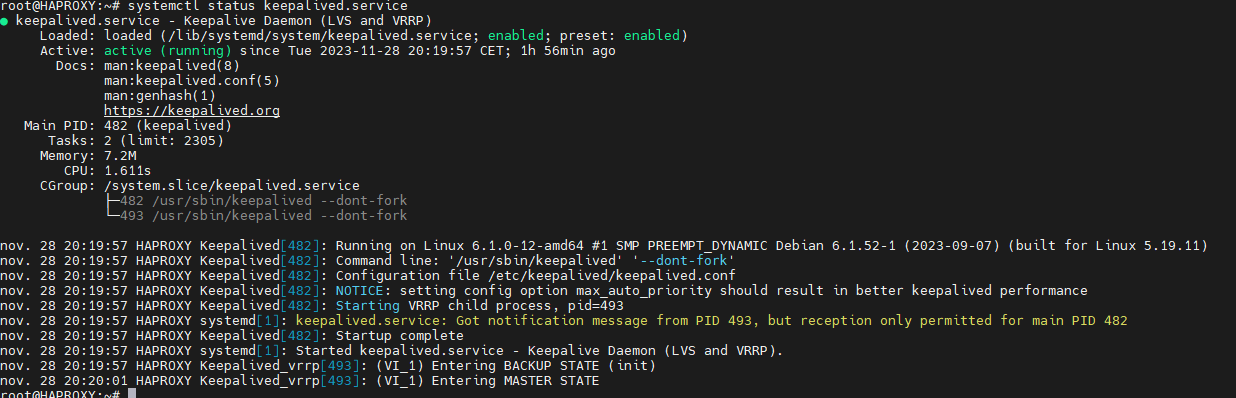 root@HAPROXY:~# systemctl status keepalived.service
● keepalived.service - Keepalive Daemon (LVS and VRRP)
Loaded: loaded (/lib/systemd/system/keepalived.service; enabled; preset: enabled)
Active: active (running) since Tue 2023-11-28 20:19:57 CET; 1h 56min ago
Docs: man:keepalived(8)
man:keepalived.conf(5)
man:genhash(1)
https://keepalived.org
Main PID: 482 (keepalived)
Tasks: 2 (limit: 2305)
Memory: 7.2M
CPU: 1.611s
CGroup: /system.slice/keepalived.service
├─482 /usr/sbin/keepalived --dont-fork
└─493 /usr/sbin/keepalived --dont-fork
nov. 28 20:19:57 HAPROXY Keepalived[482]: Running on Linux 6.1.0-12-amd64 #1 SMP PREEMPT_DYNAMIC Debian 6.1.52-1 (2023-09-07) (built for Linux 5.19.11)
nov. 28 20:19:57 HAPROXY Keepalived[482]: Command line: '/usr/sbin/keepalived' '--dont-fork'
nov. 28 20:19:57 HAPROXY Keepalived[482]: Configuration file /etc/keepalived/keepalived.conf
nov. 28 20:19:57 HAPROXY Keepalived[482]: NOTICE: setting config option max_auto_priority should result in better keepalived performance
nov. 28 20:19:57 HAPROXY Keepalived[482]: Starting VRRP child process, pid=493
nov. 28 20:19:57 HAPROXY systemd[1]: keepalived.service: Got notification message from PID 493, but reception only permitted for main PID 482
nov. 28 20:19:57 HAPROXY Keepalived[482]: Startup complete
nov. 28 20:19:57 HAPROXY systemd[1]: Started keepalived.service - Keepalive Daemon (LVS and VRRP).
nov. 28 20:19:57 HAPROXY Keepalived_vrrp[493]: (VI_1) Entering BACKUP STATE (init)
nov. 28 20:20:01 HAPROXY Keepalived_vrrp[493]: (VI_1) Entering MASTER STATE
root@HAPROXY:~#